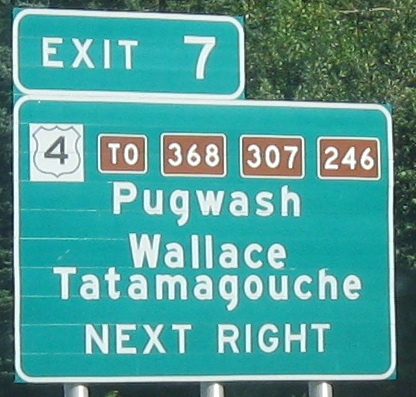 EXIT 7
4 TO 368 307 246
Pugwash
Wallace
Tatamagouche
NEXT RIGHT